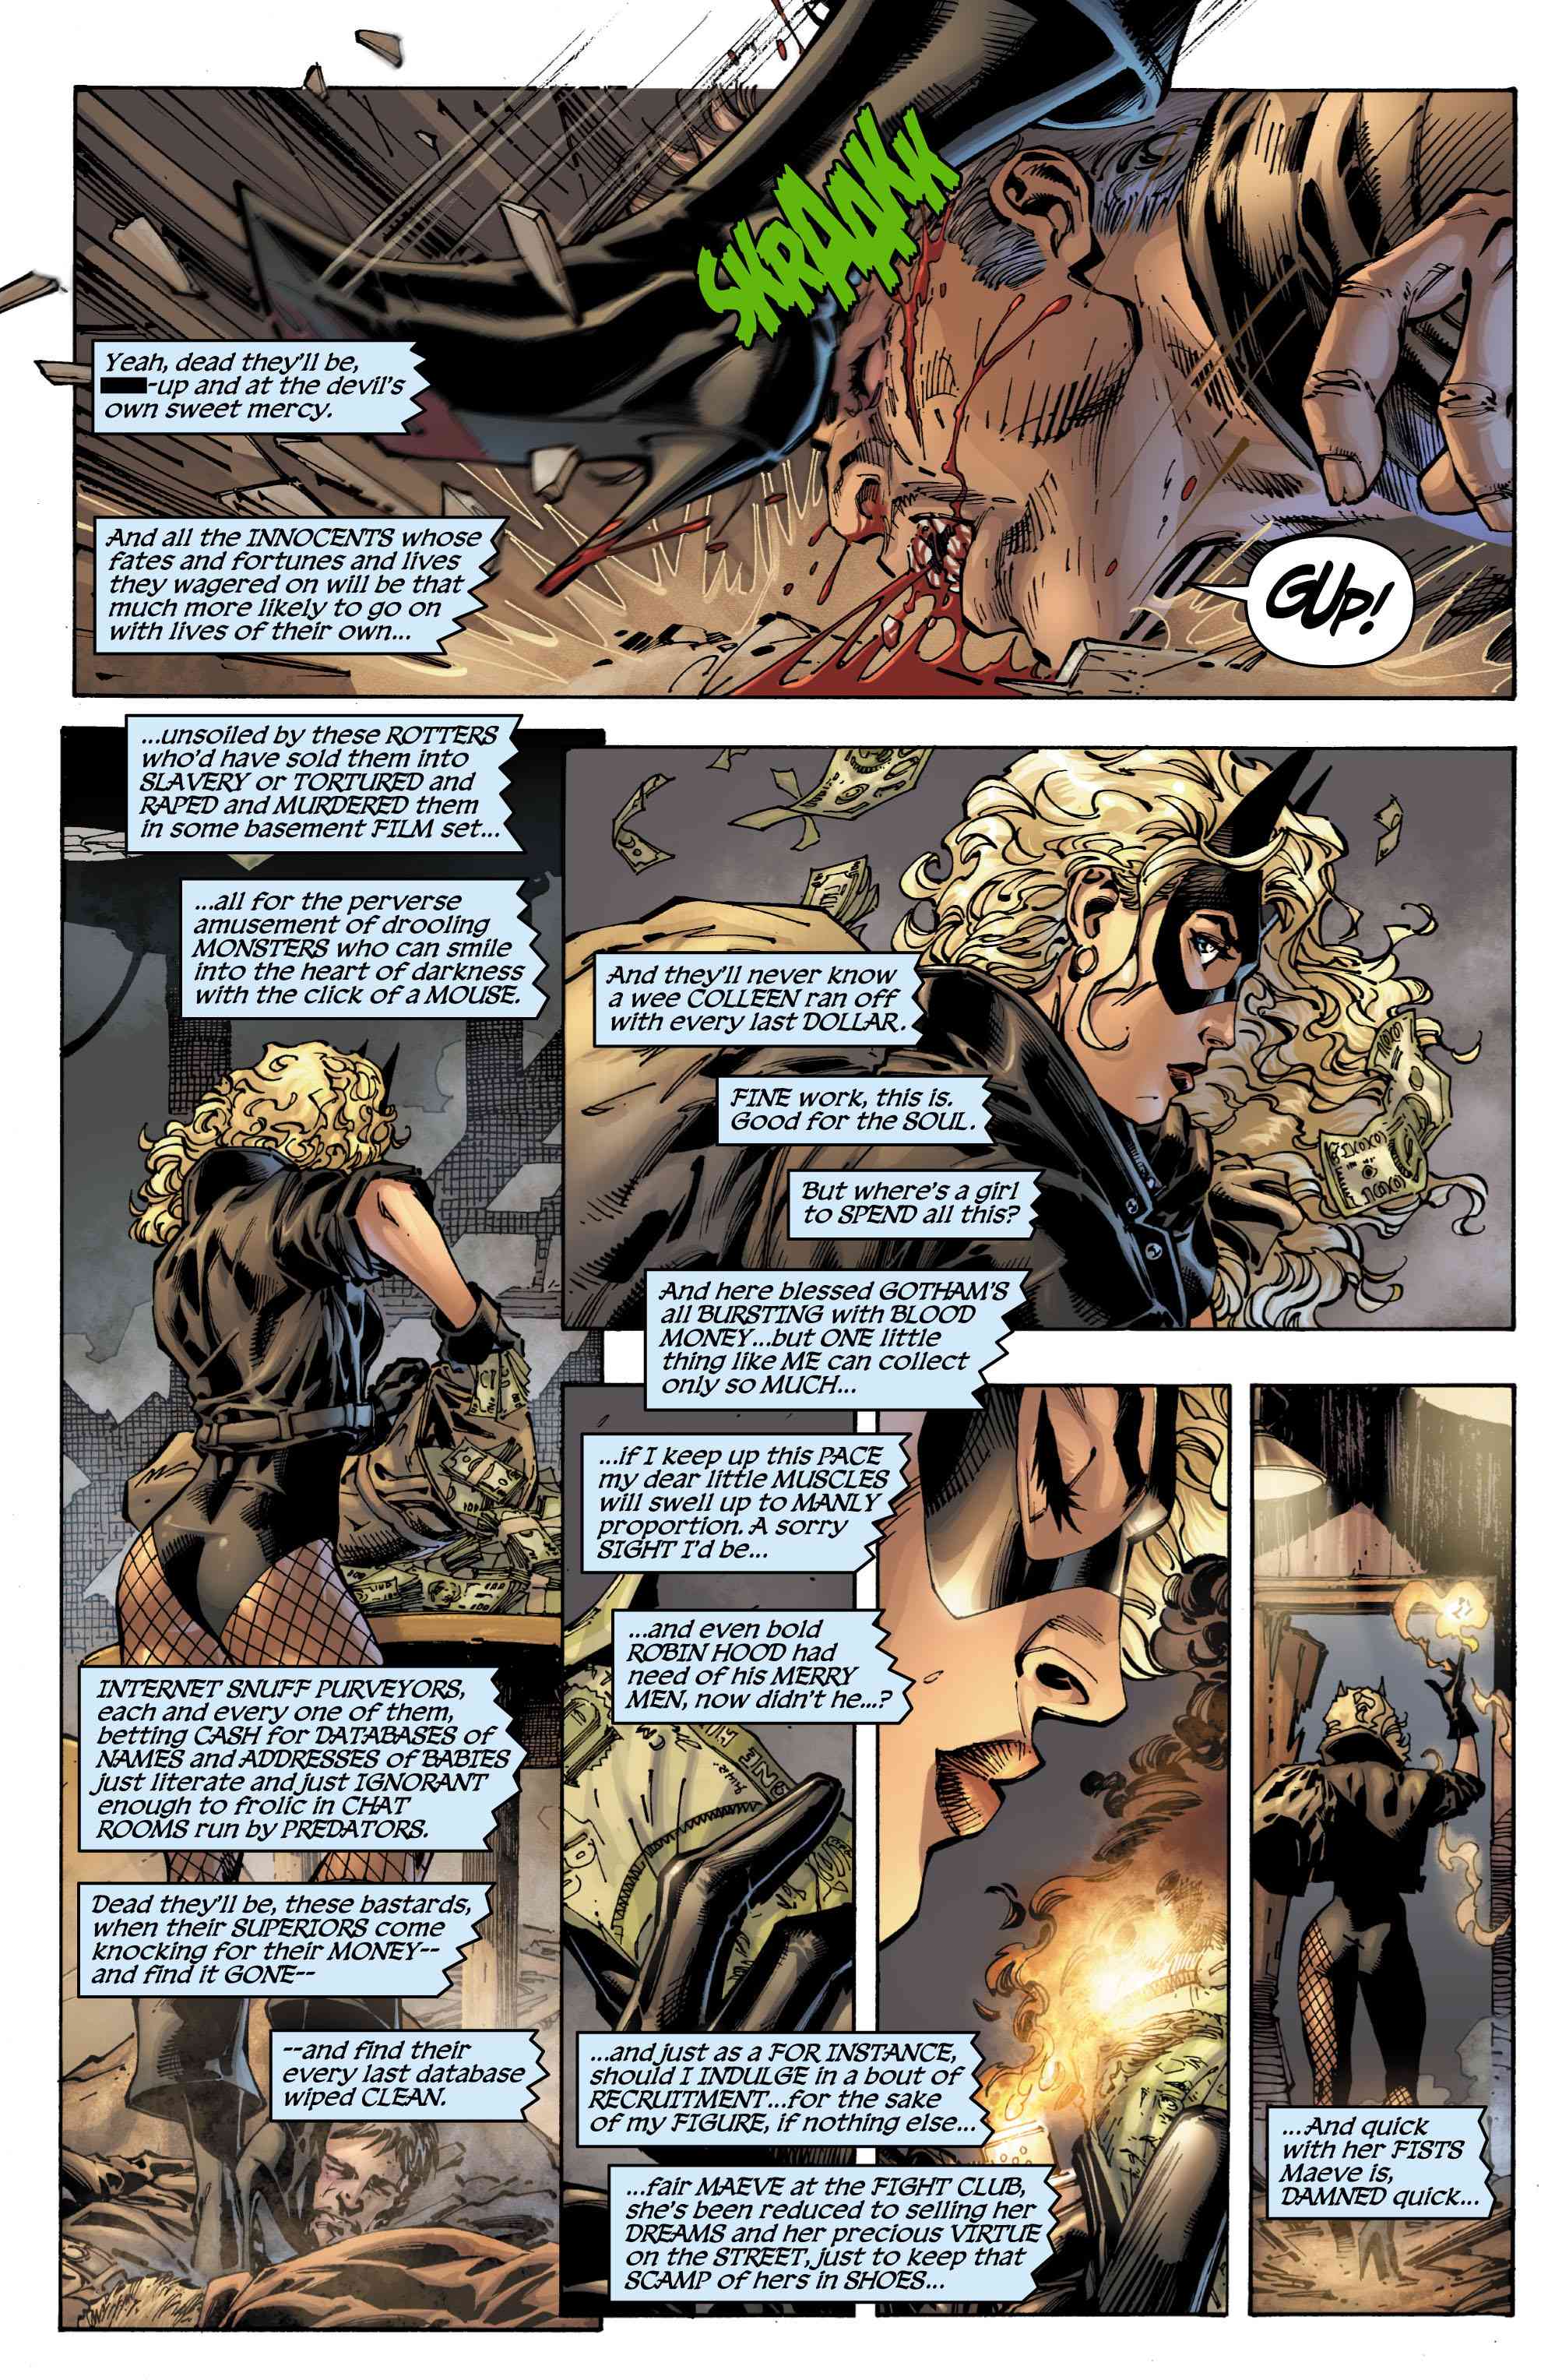 SKRAAKK
Yeah, dead they'll be,
-up and at the devil's
own sweet mercy.
And all the INNOCENTS whose
fates and fortunes and lives
they wagered on will be that
much more likely to go on
with lives of their own...
GUP!
...unsoiled by these ROTTERS
who'd have sold them into
SLAVERY or TORTURED and
RAPED and MURDERED them
in some basement FILM set...
...all for the perverse
amusement of drooling
MONSTERS who can smile
into the heart of darkness
with the click of a MOUSE.
INTERNET SNUFF PURVEYORS,
each and every one of them,
betting CASH for DATABASES of
NAMES and ADDRESSES of BABIES
just literate and just IGNORANT
enough to frolic in CHAT
ROOMS run by PREDATORS.
Dead they'll be, these bastards,
when their SUPERIORS come
knocking for their MONEY--
and find it GONE--
--and find their
every last database
wiped CLEAN.
And they'll never know
a wee COLLEEN ran off
with every last DOLLAR.
FINE work, this is.
Good for the SOUL.
But where's a girl
to SPEND all this?
And here blessed GOTHAM'S
all BURSTING with BLOOD
MONEY...but ONE little
thing like ME can collect
only so MUCH...
...if I keep up this PACE
my dear little MUSCLES
will swell up to MANLY
proportion. A sorry
SIGHT I'd be...
...and even bold
ROBIN HOOD had
need of his MERRY
MEN, now didn't he...?
...and just as a FOR INSTANCE,
should I INDULGE in a bout of
RECRUITMENT...for the sake
of my FIGURE, if nothing else...
...fair MAEVE at the FIGHT CLUB,
she's been reduced to selling her
DREAMS and her precious VIRTUE
on the STREET, just to keep that
SCAMP of hers in SHOES...
...And quick
with her FISTS
Maeve is,
DAMNED quick...